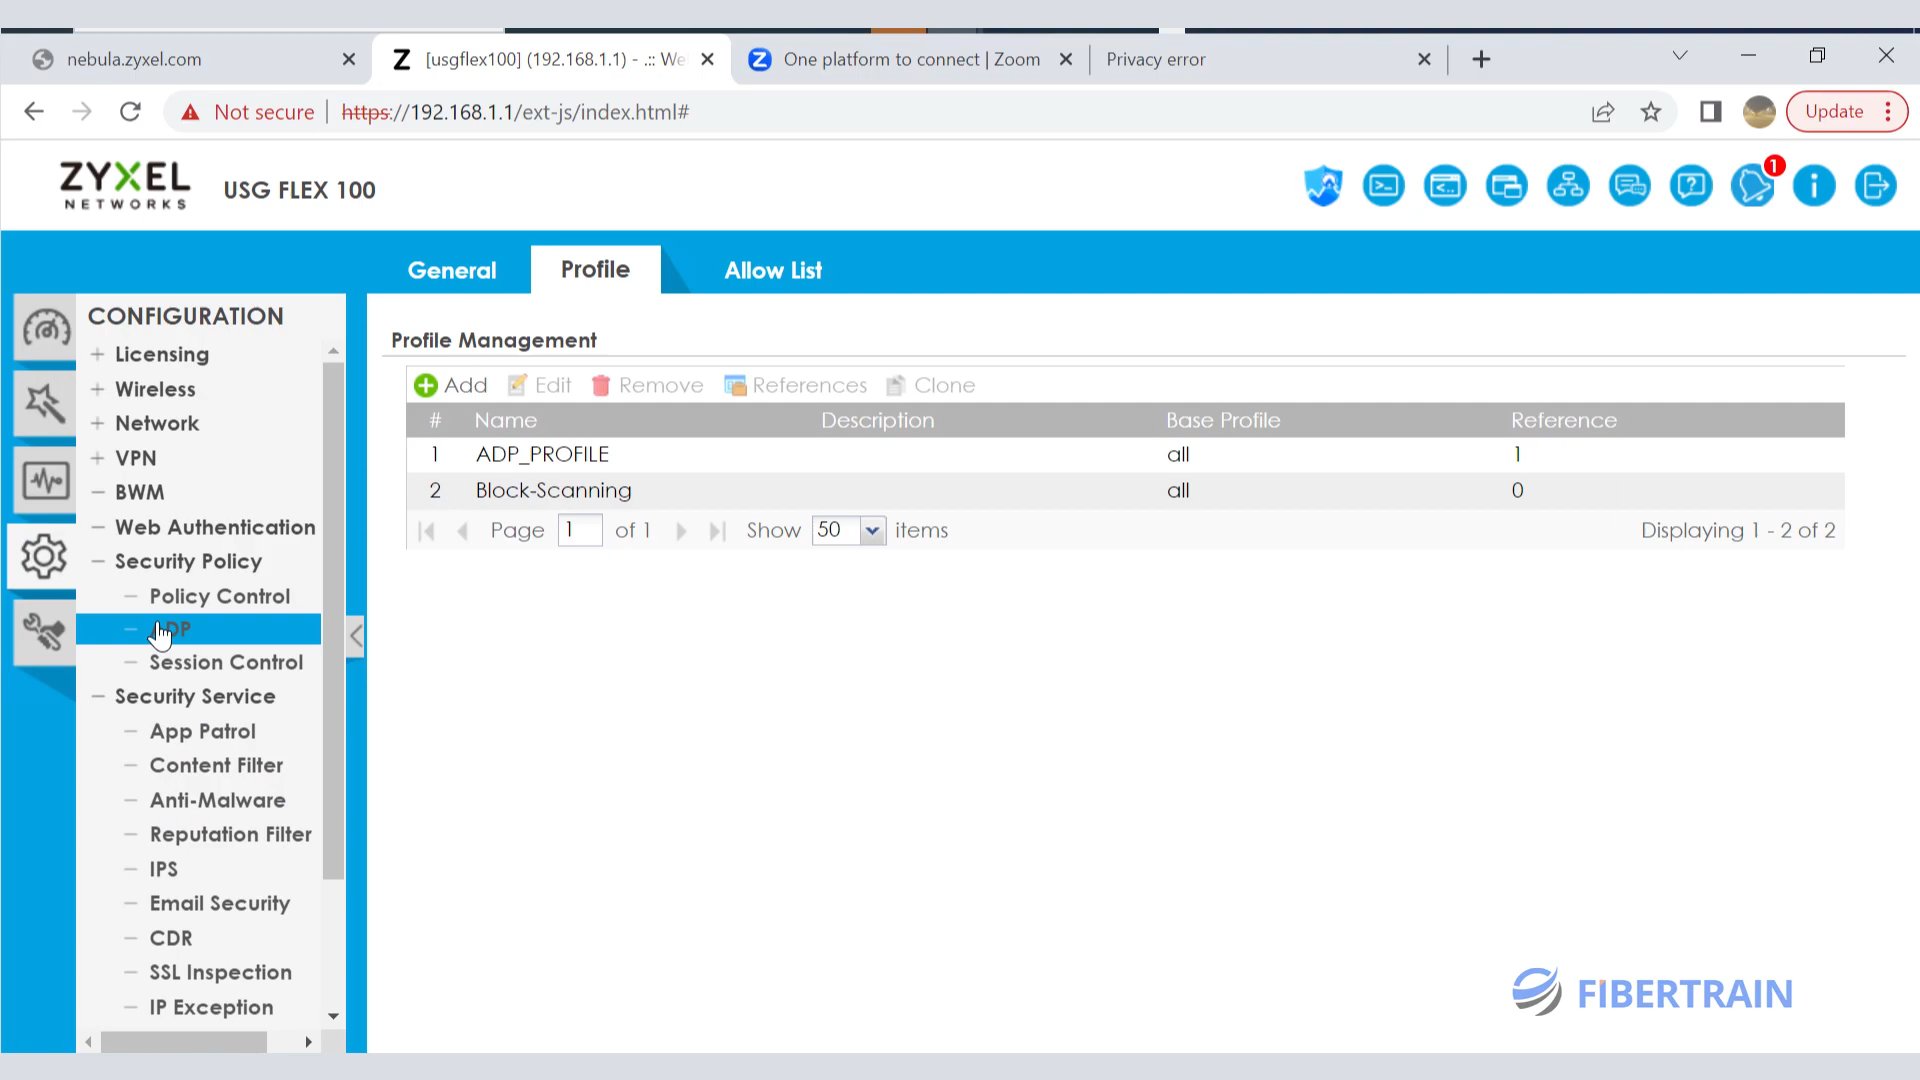 nebula.zyxel.com
[usgflex100] (192.168.1.1) - .:: We
One platform to connect | Zoom
Privacy error
Not secure
https://192.168.1.1/ext-js/index.html#
Update
ZYXEL
NETWORKS
USG FLEX 100
1
General
Profile
Allow List
CONFIGURATION
Licensing
Wireless
Network
VPN
BWM
Web Authentication
Security Policy
Policy Control
ADP
Session Control
Security Service
App Patrol
Content Filter
Anti-Malware
Reputation Filter
IPS
Email Security
CDR
SSL Inspection
IP Exception
Profile Management
Add Edit Remove References Clone
# Name Description Base Profile Reference
1 ADP_PROFILE all 1
2 Block-Scanning all 0
Page 1 of 1 Show 50 items Displaying 1 - 2 of 2
FIBERTRAIN